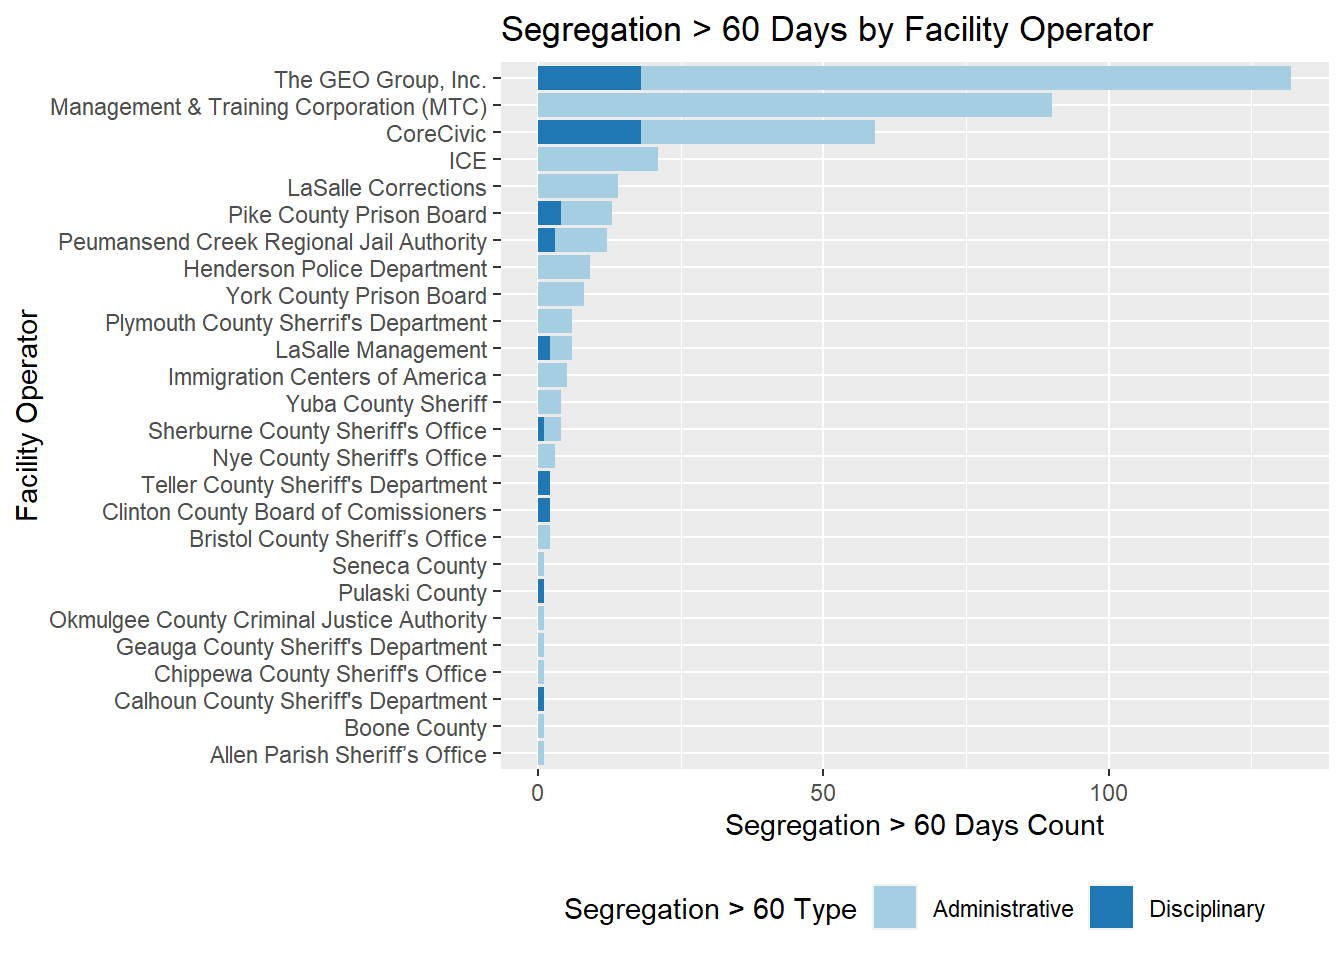 Segregation > 60 Days by Facility Operator
The GEO Group, Inc.
Management & Training Corporation (MTC)
CoreCivic
ICE
LaSalle Corrections
Pike County Prison Board
Peumansend Creek Regional Jail Authority
Henderson Police Department
York County Prison Board
Plymouth County Sherrif's Department
LaSalle Management
Immigration Centers of America
Yuba County Sheriff
Sherburne County Sheriff's Office
Nye County Sheriff's Office
Teller County Sheriff's Department
Clinton County Board of Comissioners
Bristol County Sheriff’s Office
Seneca County
Pulaski County
Okmulgee County Criminal Justice Authority
Geauga County Sheriff's Department
Chippewa County Sheriff's Office
Calhoun County Sheriff's Department
Boone County
Allen Parish Sheriff’s Office
Facility Operator
0 50 100
Segregation > 60 Days Count
Segregation > 60 Type Administrative Disciplinary